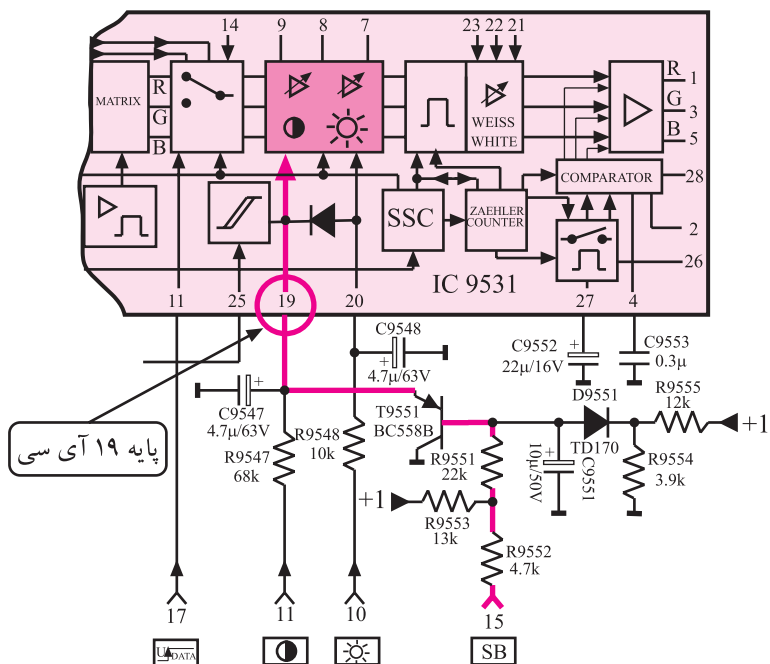 14 9 8 7 23 22 21
MATRIX
R
G
B
WEISS
WHITE
R 1
G 3
B 5
COMPARATOR
28
2
26
SSC
ZAEHLER
COUNTER
IC 9531
11 25 19 20 27 4
C9548
+
4.7µ/63V
C9552
+
22µ/16V
C9553
0.3µ
+
C9547
4.7µ/63V
T9551
BC558B
D9551
TD170
R9555
12k
+1
پایه ۱۹ آی سی
R9547
68k
R9548
10k
R9551
22k
+
C9551
10µ/50V
R9554
3.9k
+1
R9553
13k
R9552
4.7k
17 11 10 15
U DATA
SB